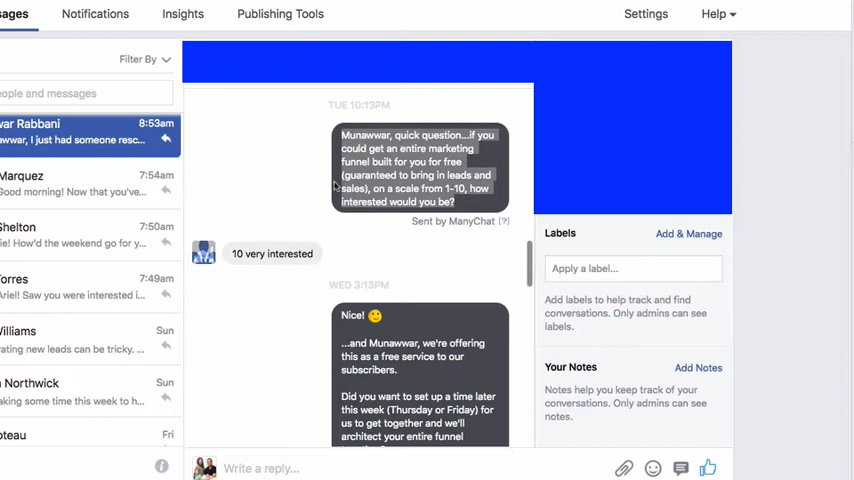 sages Notifications Insights Publishing Tools Settings Help
Filter By
eople and messages
war Rabbani 8:53am
awwar, I just had someone resc...
Marquez 7:54am
Good morning! Now that you've...
Shelton 7:50am
ie! How'd the weekend go for y...
orres 7:49am
Ariel! Saw you were interested i...
Williams Sun
rating new leads can be tricky. ...
n Northwick Sun
aking some time this week to h...
oteau Fri
TUE 10:13PM
Munawwar, quick question...if you
could get an entire marketing
funnel built for you for free
(guaranteed to bring in leads and
sales), on a scale from 1-10, how
interested would you be?
Sent by ManyChat [?]
10 very interested
WED 3:13PM
Nice!
...and Munawwar, we're offering
this as a free service to our
subscribers.
Did you want to set up a time later
this week (Thursday or Friday) for
us to get together and we'll
architect your entire funnel
Write a reply...
Labels Add & Manage
Apply a label...
Add labels to help track and find
conversations. Only admins can see
labels.
Your Notes Add Notes
Notes help you keep track of your
conversations. Only admins can see
notes.